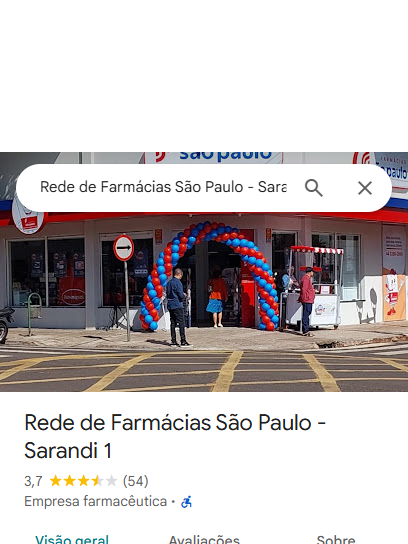 são paulo
Rede de Farmácias São Paulo - Sara
Rede de Farmácias São Paulo -
Sarandi 1
3,7 (54)
Empresa farmacêutica ·
Visão geral Avaliações Sobre